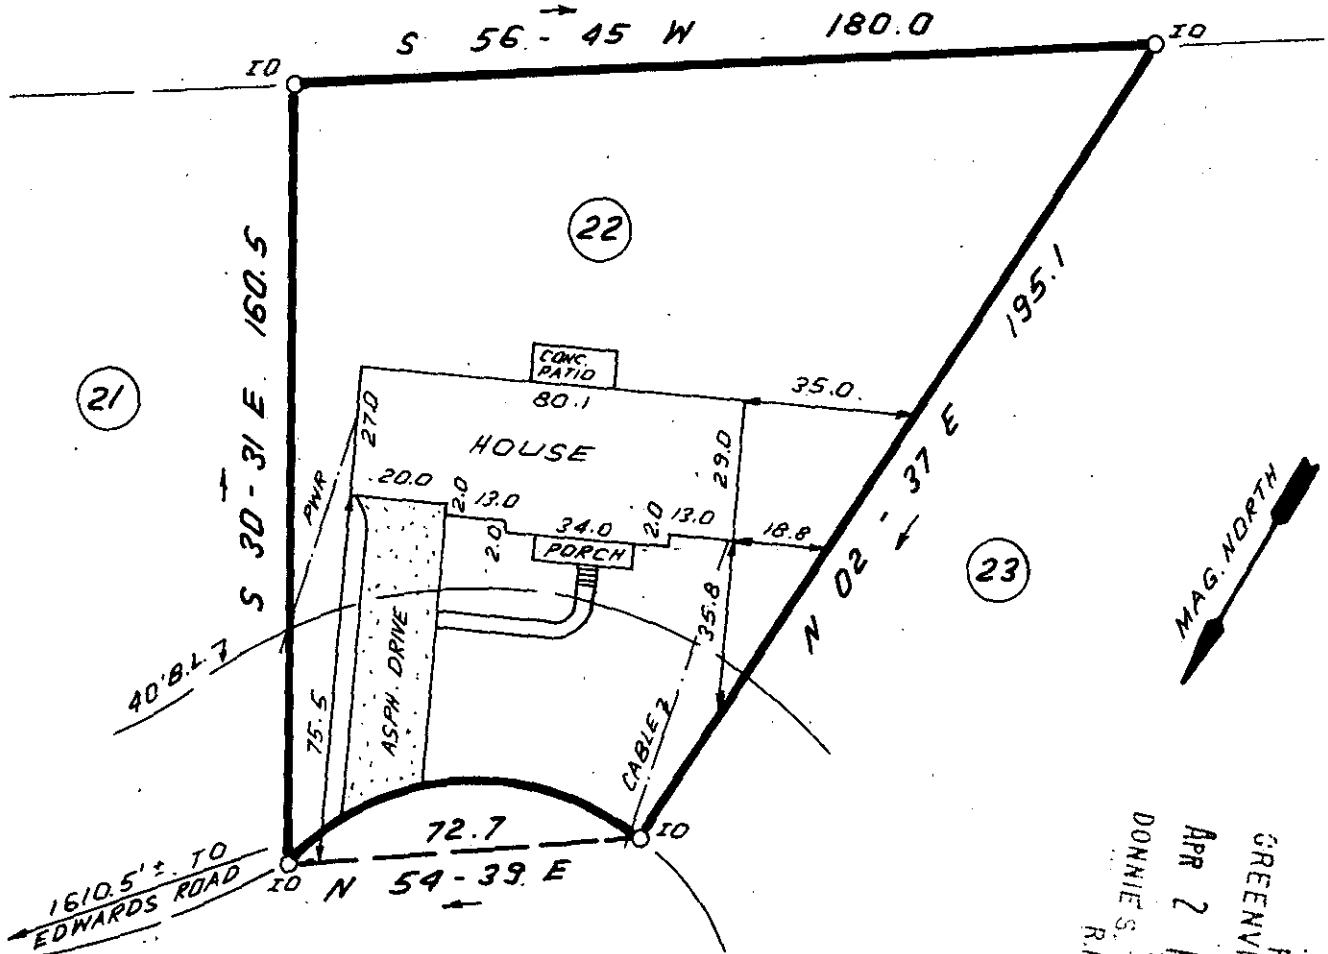 S 56 - 45 W 180.0
IO
IO
22
S 30 - 31 E 160.5
195.1
21
CONC.
PATIO
80.1
35.0
27.0
HOUSE
29.0
N 02 - 37 E
PWR
20.0
2.0
13.0
2.0
34.0
2.0
13.0
18.8
PORCH
23
MAG. NORTH
40' B.L.
ASPH. DRIVE
35.8
75.5
CABLE
72.7
IO
IO
N 54-39 E
1610.5' ± TO
EDWARDS ROAD
APR 2
DONNIE S.